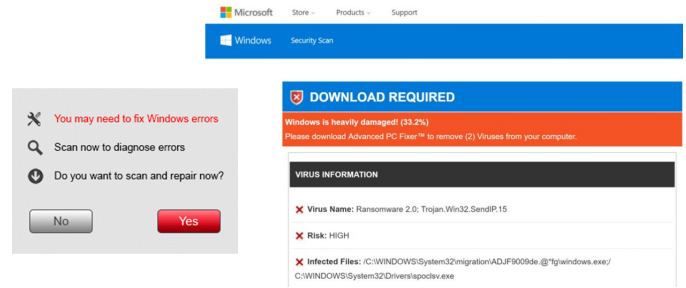 Microsoft Store Products Support
Windows Security Scan
You may need to fix Windows errors
Scan now to diagnose errors
Do you want to scan and repair now?
No Yes
DOWNLOAD REQUIRED
Windows is heavily damaged! (33.2%)
Please download Advanced PC Fixer™ to remove (2) Viruses from your computer.
VIRUS INFORMATION
Virus Name: Ransomware 2.0; Trojan.Win32.SendIP.15
Risk: HIGH
Infected Files: /C:\WINDOWS\System32\migration\ADJF9009de.@*fg\windows.exe;/
C:\WINDOWS\System32\Drivers\spoclsv.exe